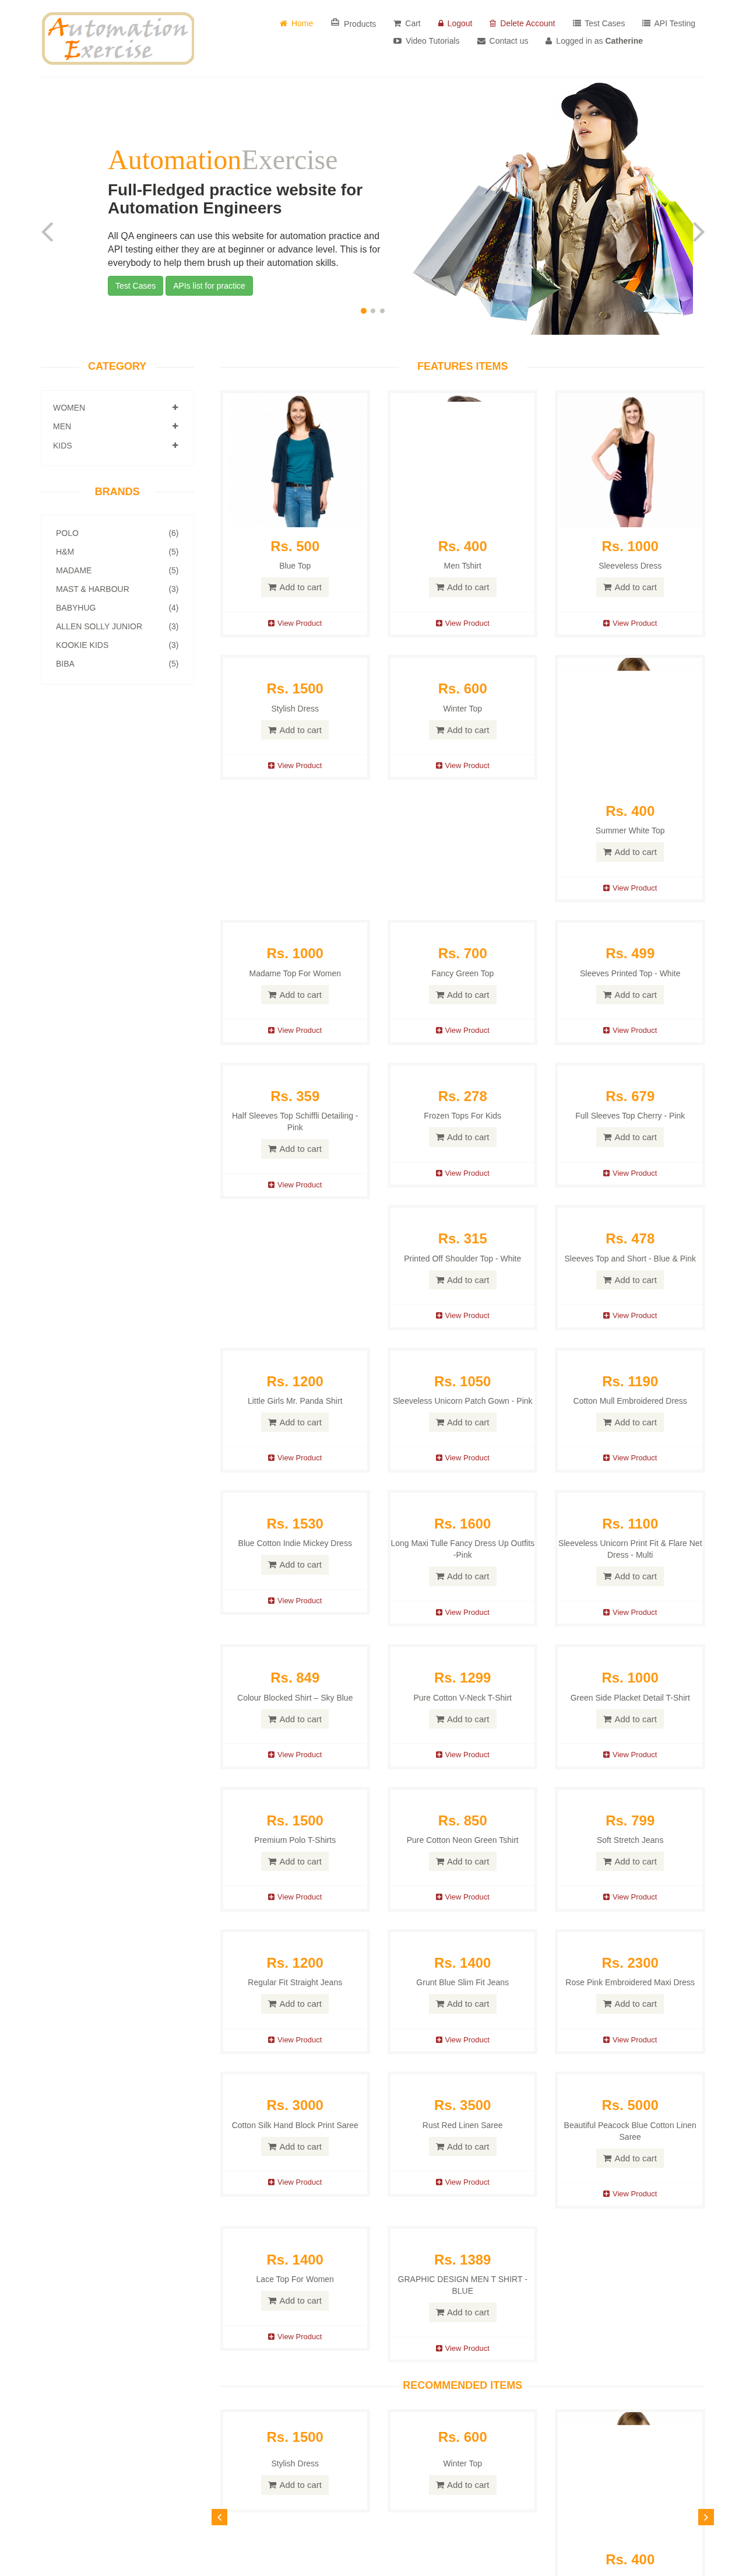 Automation
Exercise
Home
Products
Cart
Logout
Delete Account
Test Cases
API Testing
Video Tutorials
Contact us
Logged in as Catherine
AutomationExercise
Full-Fledged practice website for
Automation Engineers
All QA engineers can use this website for automation practice and
API testing either they are at beginner or advance level. This is for
everybody to help them brush up their automation skills.
Test Cases
APIs list for practice
CATEGORY
WOMEN
MEN
KIDS
BRANDS
POLO (6)
H&M (5)
MADAME (5)
MAST & HARBOUR (3)
BABYHUG (4)
ALLEN SOLLY JUNIOR (3)
KOOKIE KIDS (3)
BIBA (5)
FEATURES ITEMS
Rs. 500
Blue Top
Add to cart
View Product
Rs. 400
Men Tshirt
Add to cart
View Product
Rs. 1000
Sleeveless Dress
Add to cart
View Product
Rs. 1500
Stylish Dress
Add to cart
View Product
Rs. 600
Winter Top
Add to cart
View Product
Rs. 400
Summer White Top
Add to cart
View Product
Rs. 1000
Madame Top For Women
Add to cart
View Product
Rs. 700
Fancy Green Top
Add to cart
View Product
Rs. 499
Sleeves Printed Top - White
Add to cart
View Product
Rs. 359
Half Sleeves Top Schiffli Detailing -
Pink
Add to cart
View Product
Rs. 278
Frozen Tops For Kids
Add to cart
View Product
Rs. 679
Full Sleeves Top Cherry - Pink
Add to cart
View Product
Rs. 315
Printed Off Shoulder Top - White
Add to cart
View Product
Rs. 478
Sleeves Top and Short - Blue & Pink
Add to cart
View Product
Rs. 1200
Little Girls Mr. Panda Shirt
Add to cart
View Product
Rs. 1050
Sleeveless Unicorn Patch Gown - Pink
Add to cart
View Product
Rs. 1190
Cotton Mull Embroidered Dress
Add to cart
View Product
Rs. 1530
Blue Cotton Indie Mickey Dress
Add to cart
View Product
Rs. 1600
Long Maxi Tulle Fancy Dress Up Outfits
-Pink
Add to cart
View Product
Rs. 1100
Sleeveless Unicorn Print Fit & Flare Net
Dress - Multi
Add to cart
View Product
Rs. 849
Colour Blocked Shirt – Sky Blue
Add to cart
View Product
Rs. 1299
Pure Cotton V-Neck T-Shirt
Add to cart
View Product
Rs. 1000
Green Side Placket Detail T-Shirt
Add to cart
View Product
Rs. 1500
Premium Polo T-Shirts
Add to cart
View Product
Rs. 850
Pure Cotton Neon Green Tshirt
Add to cart
View Product
Rs. 799
Soft Stretch Jeans
Add to cart
View Product
Rs. 1200
Regular Fit Straight Jeans
Add to cart
View Product
Rs. 1400
Grunt Blue Slim Fit Jeans
Add to cart
View Product
Rs. 2300
Rose Pink Embroidered Maxi Dress
Add to cart
View Product
Rs. 3000
Cotton Silk Hand Block Print Saree
Add to cart
View Product
Rs. 3500
Rust Red Linen Saree
Add to cart
View Product
Rs. 5000
Beautiful Peacock Blue Cotton Linen
Saree
Add to cart
View Product
Rs. 1400
Lace Top For Women
Add to cart
View Product
Rs. 1389
GRAPHIC DESIGN MEN T SHIRT -
BLUE
Add to cart
View Product
RECOMMENDED ITEMS
Rs. 1500
Stylish Dress
Add to cart
Rs. 600
Winter Top
Add to cart
Rs. 400